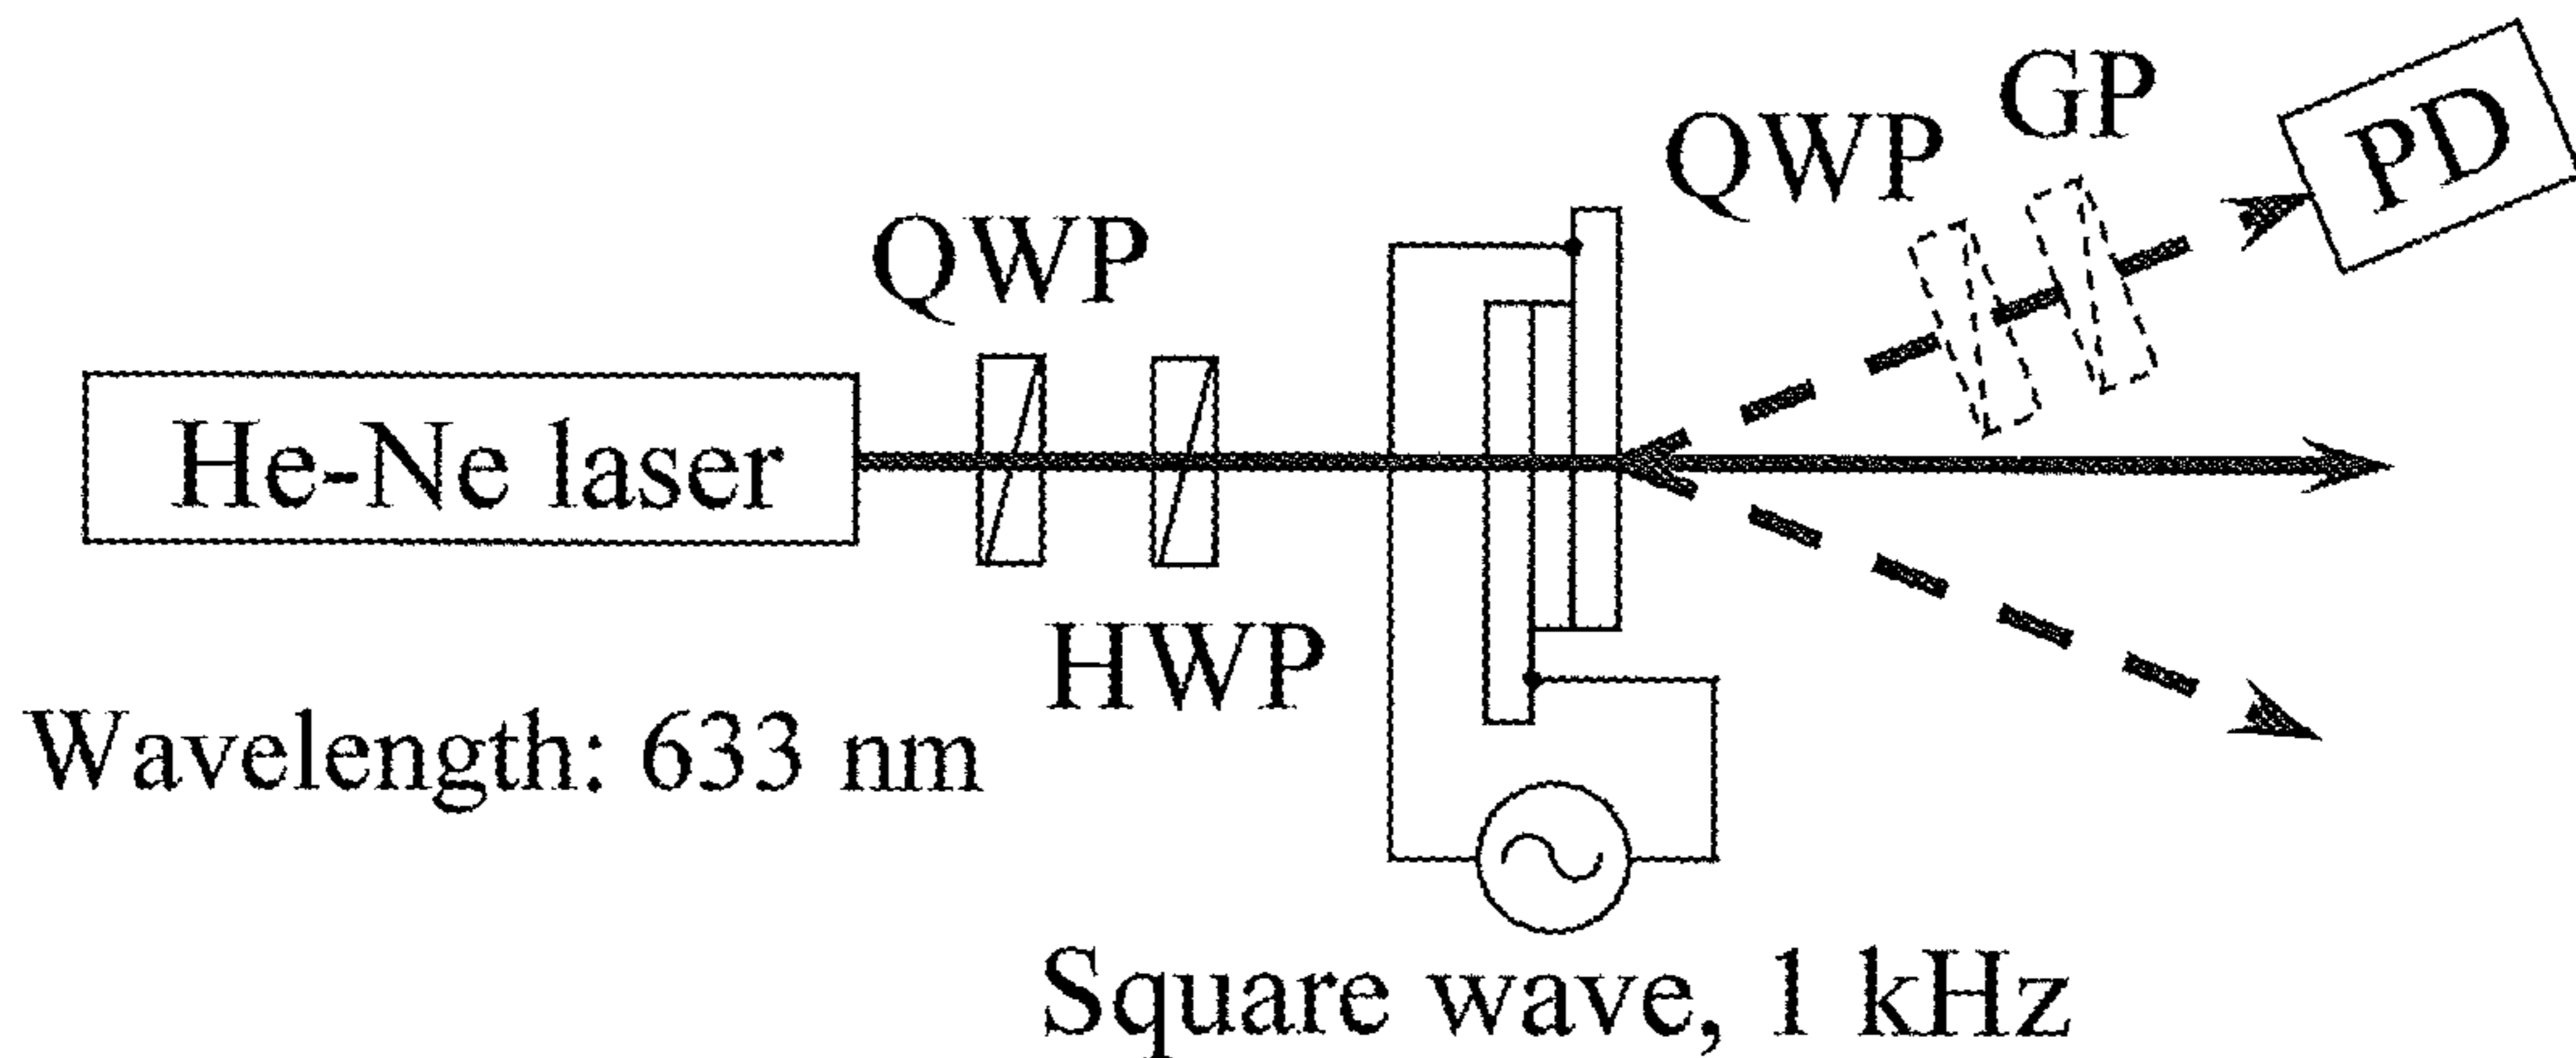 GP
PD
QWP
QWP
He-Ne laser
HWP
Wavelength: 633 nm
Square wave, 1 kHz